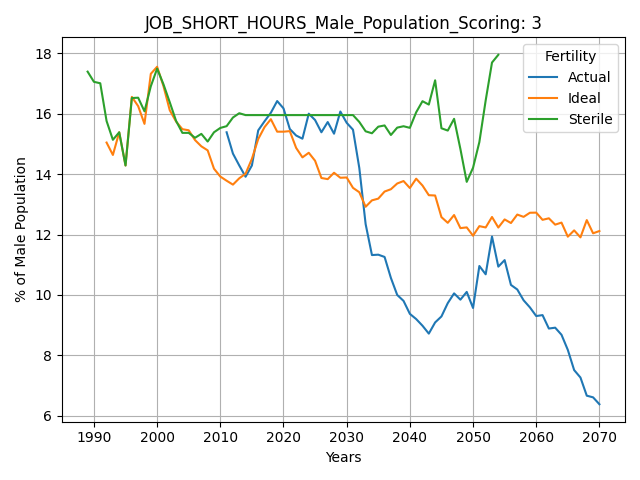 JOB_SHORT_HOURS_Male_Population_Scoring: 3
Fertility
Actual
Ideal
Sterile
% of Male Population
18
16
14
12
10
8
6
1990 2000 2010 2020 2030 2040 2050 2060 2070
Years